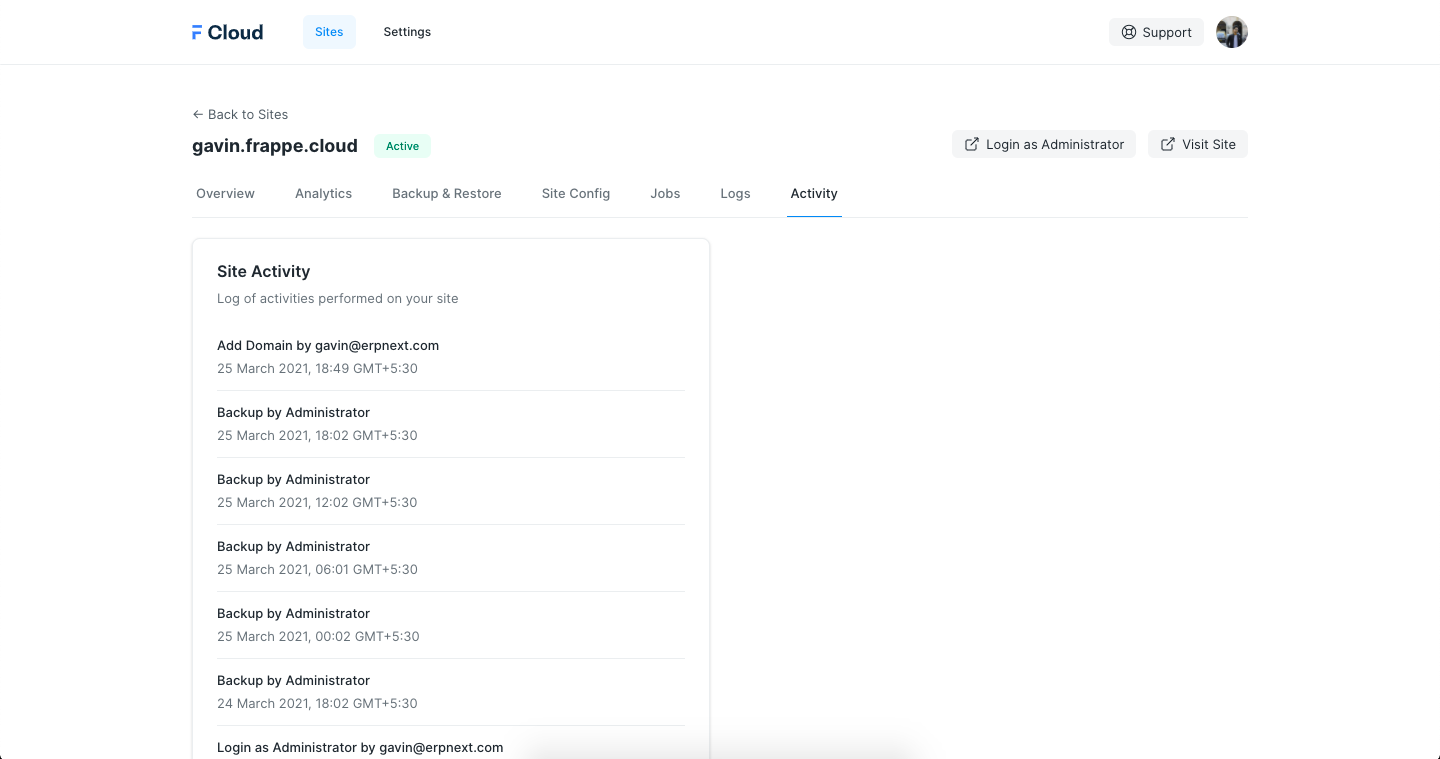 Cloud
Sites
Settings
Support
← Back to Sites
gavin.frappe.cloud
Active
Login as Administrator
Visit Site
Overview
Analytics
Backup & Restore
Site Config
Jobs
Logs
Activity
Site Activity
Log of activities performed on your site
Add Domain by gavin@erpnext.com
25 March 2021, 18:49 GMT+5:30
Backup by Administrator
25 March 2021, 18:02 GMT+5:30
Backup by Administrator
25 March 2021, 12:02 GMT+5:30
Backup by Administrator
25 March 2021, 06:01 GMT+5:30
Backup by Administrator
25 March 2021, 00:02 GMT+5:30
Backup by Administrator
24 March 2021, 18:02 GMT+5:30
Login as Administrator by gavin@erpnext.com